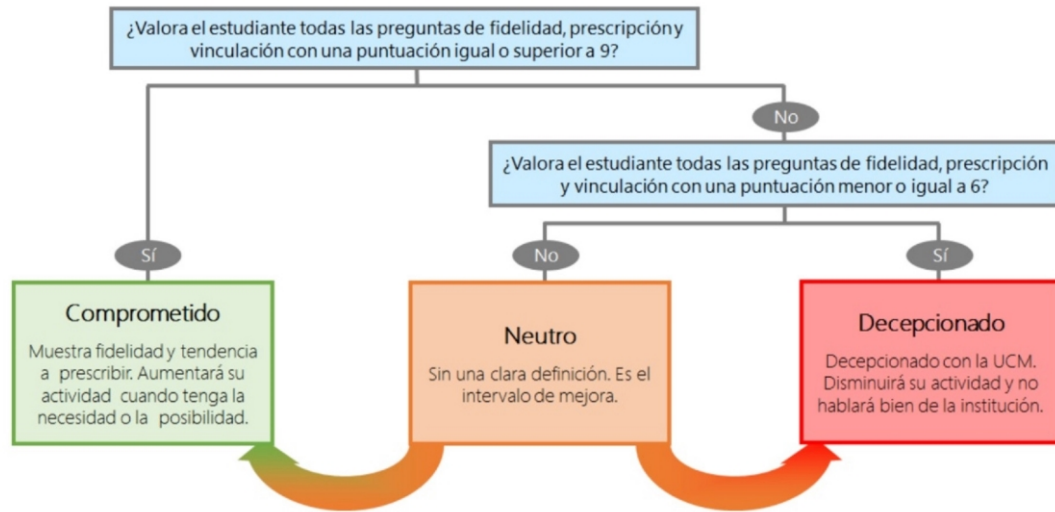 ¿Valora el estudiante todas las preguntas de fidelidad, prescripción y
vinculación con una puntuación igual o superior a 9?
No
¿Valora el estudiante todas las preguntas de fidelidad, prescripción
y vinculación con una puntuación menor o igual a 6?
Sí
No
Sí
Comprometido
Muestra fidelidad y tendencia
a prescribir. Aumentará su
actividad cuando tenga la
necesidad o la posibilidad.
Neutro
Sin una clara definición. Es el
intervalo de mejora.
Decepcionado
Decepcionado con la UCM.
Disminuirá su actividad y no
hablará bien de la institución.